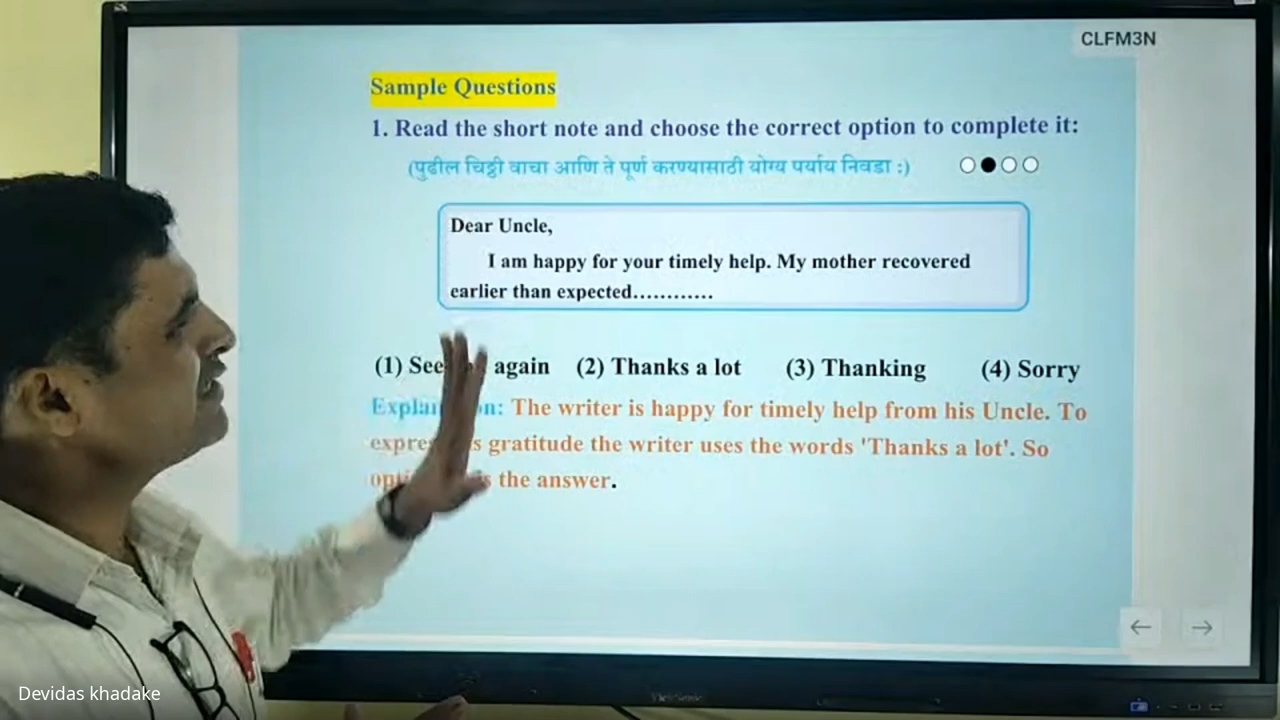 CLFM3N
Sample Questions
1. Read the short note and choose the correct option to complete it:
(पुढील चिठ्ठी वाचा आणि ते पूर्ण करण्यासाठी योग्य पर्याय निवडा :)
Dear Uncle,
I am happy for your timely help. My mother recovered
earlier than expected............
(1) See again (2) Thanks a lot (3) Thanking (4) Sorry
The writer is happy for timely help from his Uncle. To
gratitude the writer uses the words 'Thanks a lot'. So
the answer.
Devidas khadake
ViewSonic